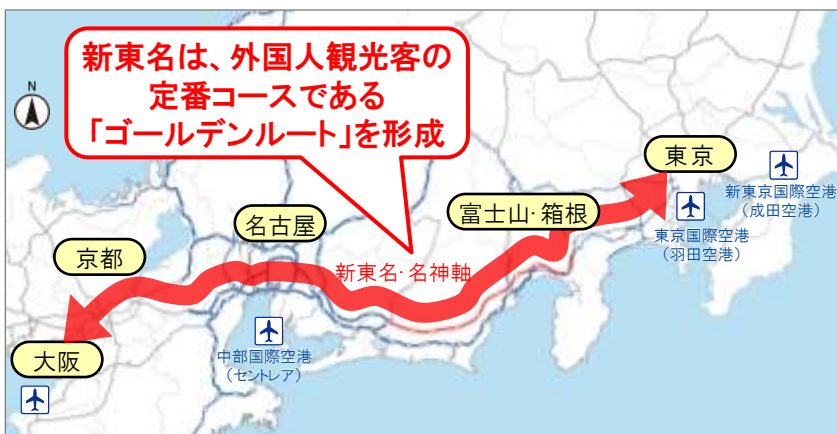 新東名は、外国人観光客の
定番コースである
「ゴールデンルート」を形成
N
東京
新東京国際空港
（成田空港）
富士山・箱根
東京国際空港
（羽田空港）
名古屋
京都
新東名・名神軸
大阪
中部国際空港
（セントレア）